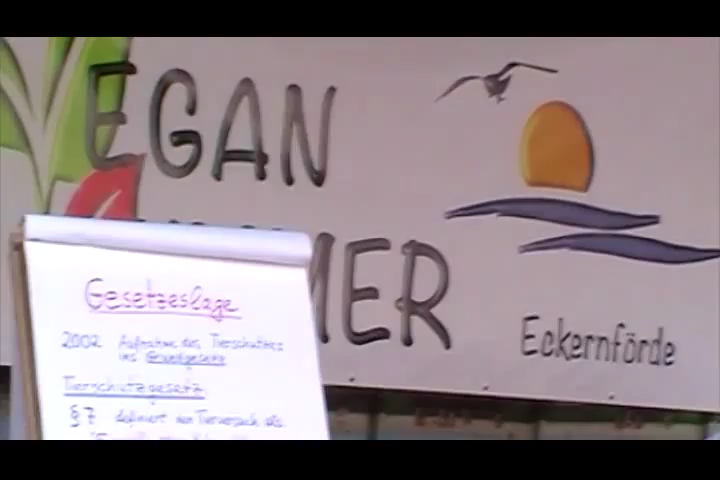 EGAN
MER
Eckernförde
Gesetzeslage
2002 Aufnahme des Tierschutzes
ins Grundgesetz
Tierschutzgesetz
§7 definiert den Tierversuch als